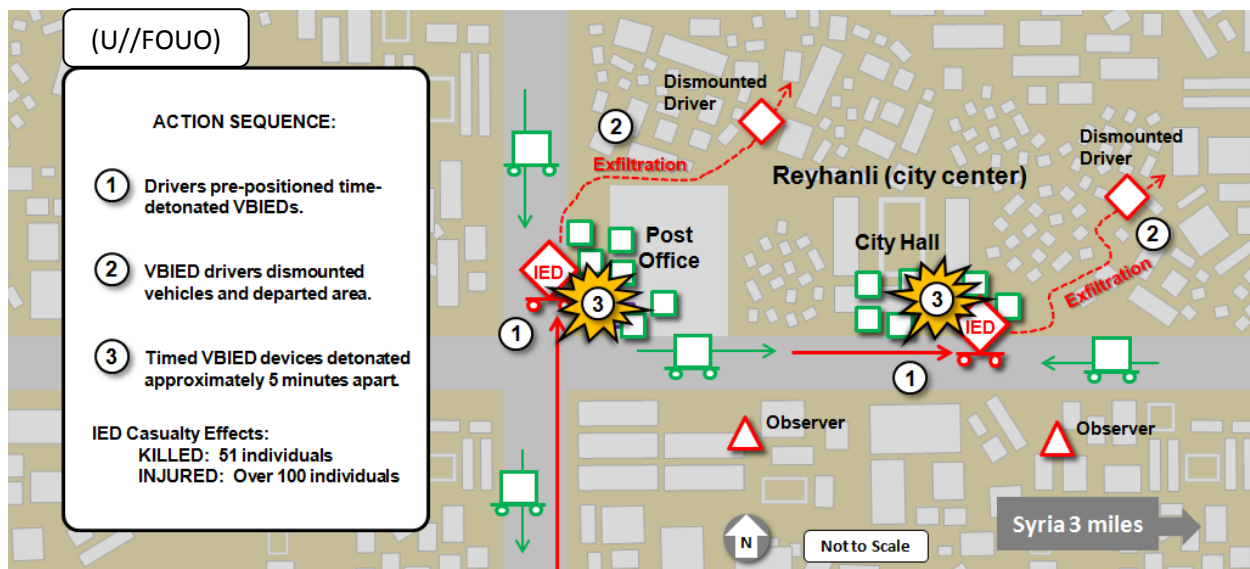 (U//FOUO)
ACTION SEQUENCE:
1 Drivers pre-positioned time-
detonated VBIEDs.
2 VBIED drivers dismounted
vehicles and departed area.
3 Timed VBIED devices detonated
approximately 5 minutes apart.
IED Casualty Effects:
KILLED: 51 individuals
INJURED: Over 100 individuals
Dismounted
Driver
2
Exfiltration
Dismounted
Driver
Reyhanli (city center)
2
Exfiltration
Post
Office
City Hall
IED
3
1
3
IED
1
Observer
Observer
N
Not to Scale
Syria 3 miles